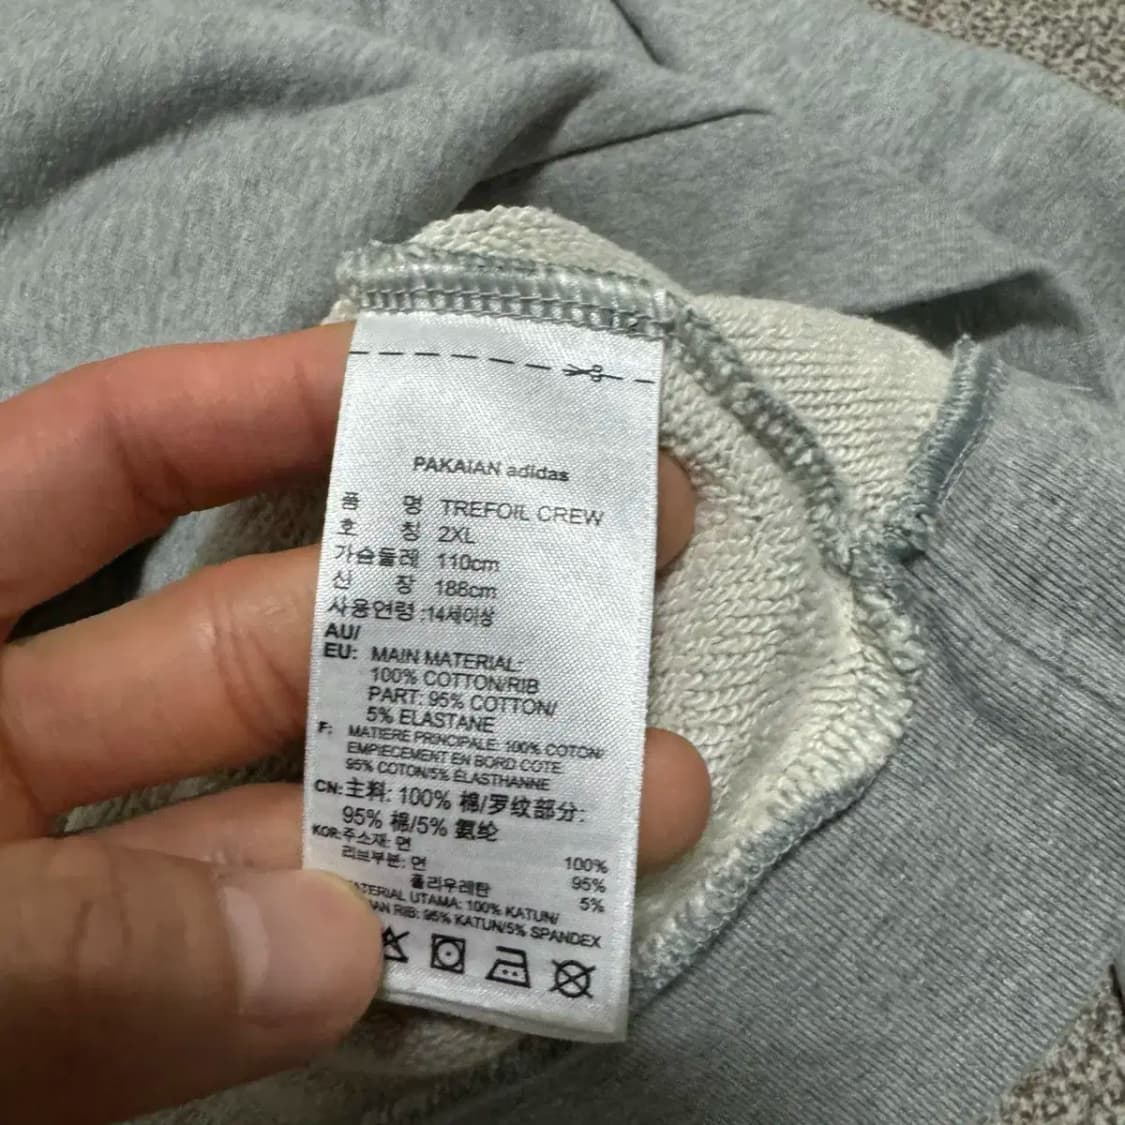 PAKAIAN adidas
품 명 TREFOIL CREW
호 칭 2XL
가슴둘레 110cm
신 장 188cm
사용연령 :14세이상
AU/
EU: MAIN MATERIAL:
100% COTTON/RIB
PART: 95% COTTON/
5% ELASTANE
F: MATIERE PRINCIPALE: 100% COTON/
EMPIECEMENT EN BORD COTE:
95% COTON/5% ÉLASTHANNE
CN: 主料: 100% 棉/罗纹部分:
95% 棉/5% 氨纶
KOR: 주소재: 면 100%
리브부분: 면 95%
폴리우레탄 5%
UTAMA: 100% KATUN/
RIB: 95% KATUN/5% SPANDEX